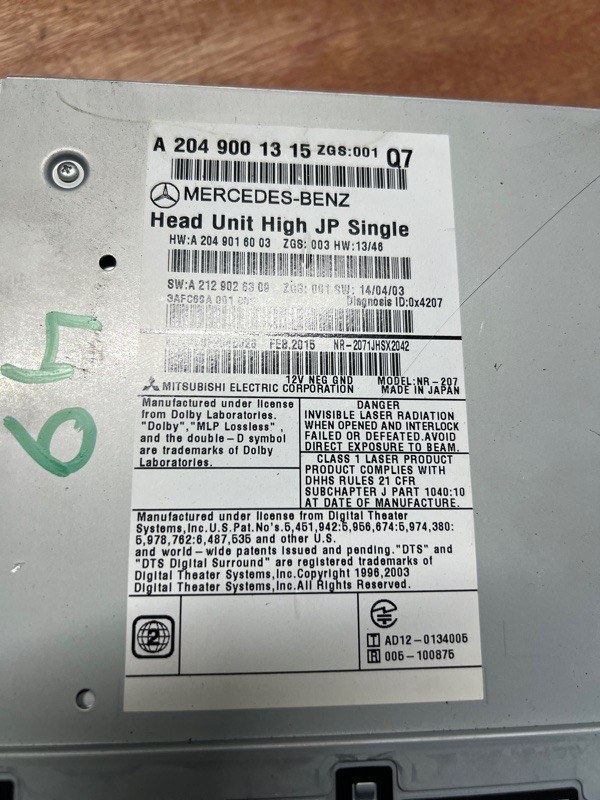 A 204 900 13 15 ZGS:001 Q7
MERCEDES-BENZ
Head Unit High JP Single
HW:A 204 901 60 03 ZGS: 003 HW:13/46
SW:A 212 902 63 09 ZGS: 001 SW: 14/04/03
Diagnosis ID:0x4207
FEB.2015 NR-2071JHSX2042
12V NEG GND MODEL:NR-207
MITSUBISHI ELECTRIC CORPORATION MADE IN JAPAN
Manufactured under license
from Dolby Laboratories.
"Dolby","MLP Lossless",
and the double-D symbol
are trademarks of Dolby
Laboratories.
DANGER
INVISIBLE LASER RADIATION
WHEN OPENED AND INTERLOCK
FAILED OR DEFEATED.AVOID
DIRECT EXPOSURE TO BEAM.
CLASS 1 LASER PRODUCT
PRODUCT COMPLIES WITH
DHHS RULES 21 CFR
SUBCHAPTER J PART 1040:10
AT DATE OF MANUFACTURE.
Manufactured under license from Digital Theater
Systems,Inc.U.S.Pat.No's.5,451,942:5,956,674:5,974,380:
5,978,762:6,487,535 and other U.S.
and world-wide patents issued and pending."DTS" and
"DTS Digital Surround" are registered trademarks of
Digital Theater Systems,Inc.Copyright 1996,2003
Digital Theater Systems,Inc.All Rights Reserved.
2
T AD12-0134005
R 005-100875